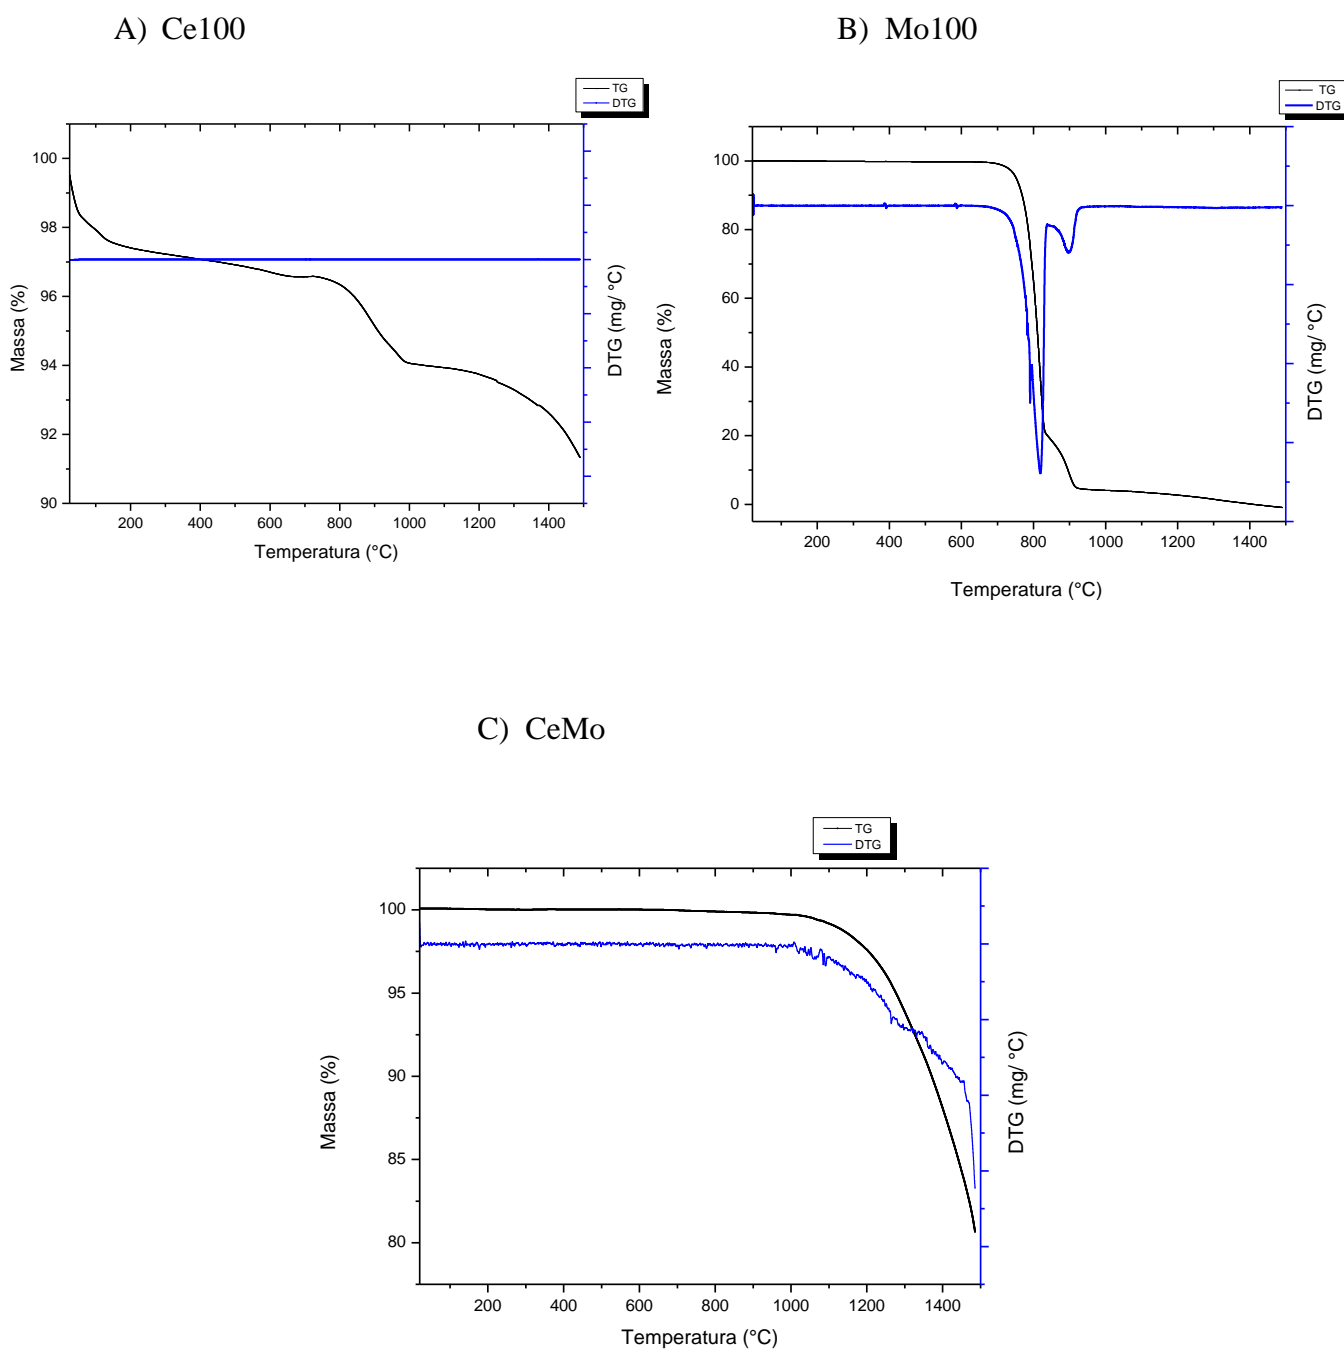 A) Ce100
TG
DTG
100
98
96
94
92
90
Massa (%)
DTG (mg/ °C)
200 400 600 800 1000 1200 1400
Temperatura (°C)
B) Mo100
TG
DTG
100
80
60
40
20
0
Massa (%)
DTG (mg/ °C)
200 400 600 800 1000 1200 1400
Temperatura (°C)
C) CeMo
TG
DTG
100
95
90
85
80
Massa (%)
DTG (mg/ °C)
200 400 600 800 1000 1200 1400
Temperatura (°C)